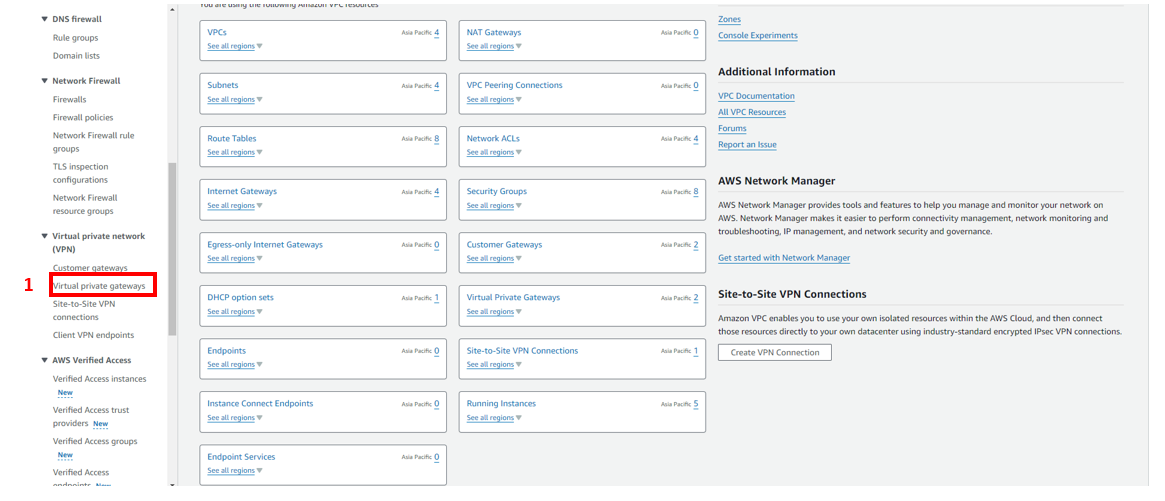 DNS firewall
Rule groups
Domain lists
Network Firewall
Firewalls
Firewall policies
Network Firewall rule
groups
TLS inspection
configurations
Network Firewall
resource groups
Virtual private network
(VPN)
Customer gateways
1
Virtual private gateways
Site-to-Site VPN
connections
Client VPN endpoints
AWS Verified Access
Verified Access instances
New
Verified Access trust
providers New
Verified Access groups
New
Verified Access
endpoints New
You are using the following Amazon VPC resources
VPCs Asia Pacific 4
See all regions
NAT Gateways Asia Pacific 0
See all regions
Subnets Asia Pacific 4
See all regions
VPC Peering Connections Asia Pacific 0
See all regions
Route Tables Asia Pacific 8
See all regions
Network ACLs Asia Pacific 4
See all regions
Internet Gateways Asia Pacific 4
See all regions
Security Groups Asia Pacific 8
See all regions
Egress-only Internet Gateways Asia Pacific 0
See all regions
Customer Gateways Asia Pacific 2
See all regions
DHCP option sets Asia Pacific 1
See all regions
Virtual Private Gateways Asia Pacific 2
See all regions
Endpoints Asia Pacific 0
See all regions
Site-to-Site VPN Connections Asia Pacific 1
See all regions
Instance Connect Endpoints Asia Pacific 0
See all regions
Running Instances Asia Pacific 5
See all regions
Endpoint Services Asia Pacific 0
See all regions
Zones
Console Experiments
Additional Information
VPC Documentation
All VPC Resources
Forums
Report an Issue
AWS Network Manager
AWS Network Manager provides tools and features to help you manage and monitor your network on
AWS. Network Manager makes it easier to perform connectivity management, network monitoring and
troubleshooting, IP management, and network security and governance.
Get started with Network Manager
Site-to-Site VPN Connections
Amazon VPC enables you to use your own isolated resources within the AWS Cloud, and then connect
those resources directly to your own datacenter using industry-standard encrypted IPsec VPN connections.
Create VPN Connection